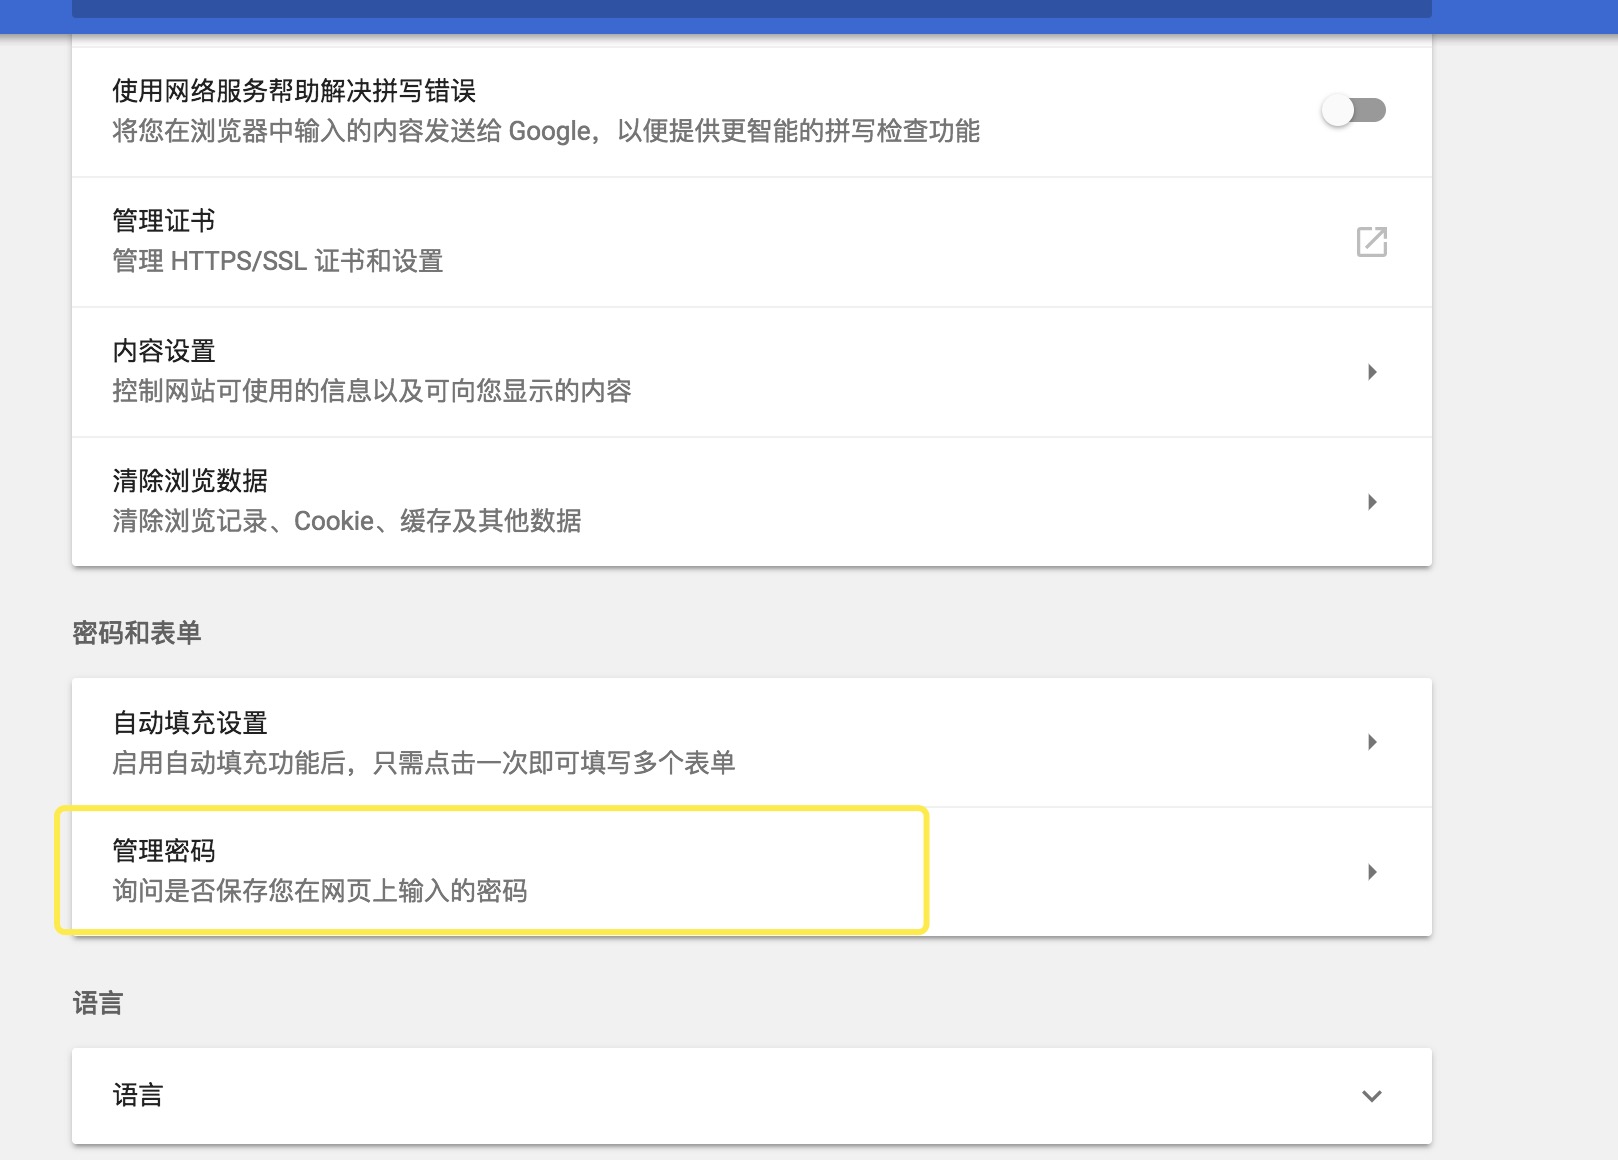 使用网络服务帮助解决拼写错误
将您在浏览器中输入的内容发送给 Google，以便提供更智能的拼写检查功能
管理证书
管理 HTTPS/SSL 证书和设置
内容设置
控制网站可使用的信息以及可向您显示的内容
清除浏览数据
清除浏览记录、Cookie、缓存及其他数据
密码和表单
自动填充设置
启用自动填充功能后，只需点击一次即可填写多个表单
管理密码
询问是否保存您在网页上输入的密码
语言
语言